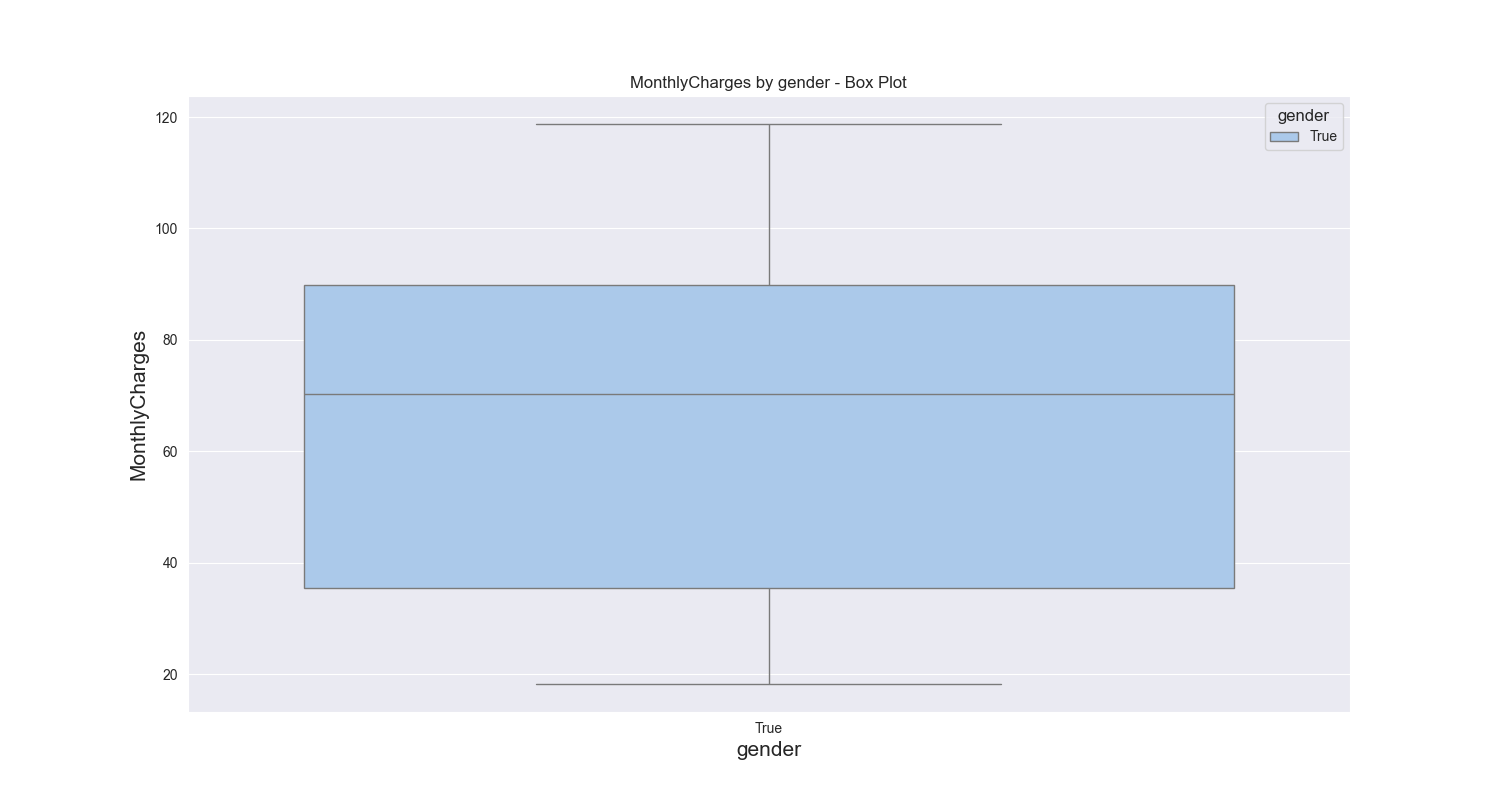 MonthlyCharges by gender - Box Plot
gender
True
120
100
80
60
40
20
MonthlyCharges
True
gender